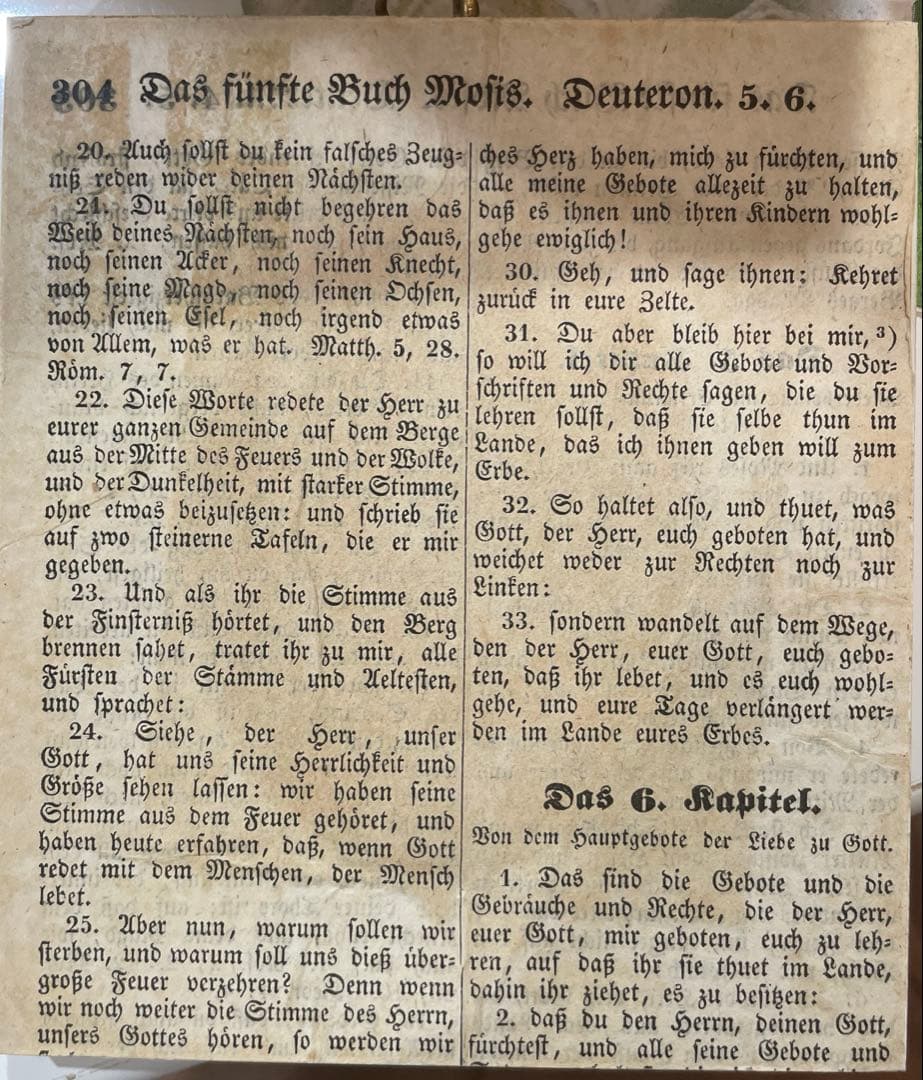 304 Das fünfte Buch Mosis. Deuteron. 5. 6.
20. Auch sollst du kein falsches Zeug=
niß reden wider deinen Nächsten.
21. Du sollst nicht begehren das
Weib deines Nächsten, noch sein Haus,
noch seinen Acker, noch seinen Knecht,
noch seine Magd, noch seinen Ochsen,
noch seinen Esel, noch irgend etwas
von Allem, was er hat. Matth. 5, 28.
Röm. 7, 7.
22. Diese Worte redete der Herr zu
eurer ganzen Gemeinde auf dem Berge
aus der Mitte des Feuers und der Wolke,
und der Dunkelheit, mit starker Stimme,
ohne etwas beizusetzen: und schrieb sie
auf zwo steinerne Tafeln, die er mir
gegeben.
23. Und als ihr die Stimme aus
der Finsterniß hörtet, und den Berg
brennen sahet, tratet ihr zu mir, alle
Fürsten der Stämme und Aeltesten,
und sprachet:
24. Siehe, der Herr, unser
Gott, hat uns seine Herrlichkeit und
Größe sehen lassen: wir haben seine
Stimme aus dem Feuer gehöret, und
haben heute erfahren, daß, wenn Gott
redet mit dem Menschen, der Mensch
lebet.
25. Aber nun, warum sollen wir
sterben, und warum soll uns dieß über=
große Feuer verzehren? Denn wenn
wir noch weiter die Stimme des Herrn,
unsers Gottes hören, so werden wir
ches Herz haben, mich zu fürchten, und
alle meine Gebote allezeit zu halten,
daß es ihnen und ihren Kindern wohl=
gehe ewiglich!
30. Geh, und sage ihnen: Kehret
zurück in eure Zelte.
31. Du aber bleib hier bei mir, ³)
so will ich dir alle Gebote und Vor=
schriften und Rechte sagen, die du sie
lehren sollst, daß sie selbe thun im
Lande, das ich ihnen geben will zum
Erbe.
32. So haltet also, und thuet, was
Gott, der Herr, euch geboten hat, und
weichet weder zur Rechten noch zur
Linken:
33. sondern wandelt auf dem Wege,
den der Herr, euer Gott, euch gebo=
ten, daß ihr lebet, und es euch wohl=
gehe, und eure Tage verlängert wer=
den im Lande eures Erbes.
Das 6. Kapitel.
Von dem Hauptgebote der Liebe zu Gott.
1. Das sind die Gebote und die
Gebräuche und Rechte, die der Herr,
euer Gott, mir geboten, euch zu leh=
ren, auf daß ihr sie thuet im Lande,
dahin ihr ziehet, es zu besitzen:
2. daß du den Herrn, deinen Gott,
fürchtest, und alle seine Gebote und